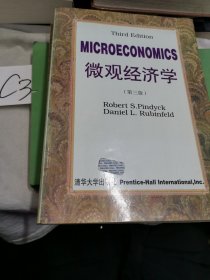 Third Edition
MICROECONOMICS
微观经济学
(第三版)
Robert S.Pindyck
Daniel L. Rubinfeld
清华大学出版社 Prentice-Hall International,Inc.
C3